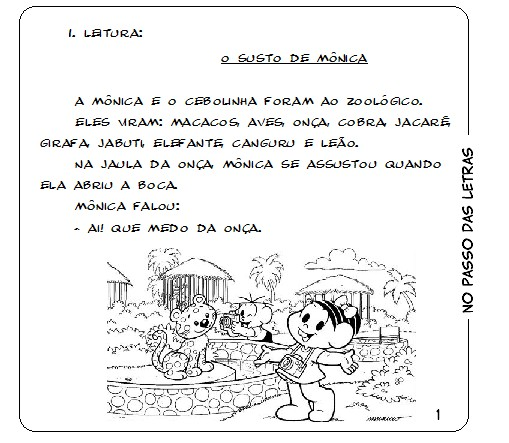 1. LEITURA:
O SUSTO DE MÔNICA
A MÔNICA E O CEBOLINHA FORAM AO ZOOLÓGICO.
ELES VIRAM: MACACOS, AVES, ONÇA, COBRA, JACARÉ,
GIRAFA, JABUTI, ELEFANTE, CANGURU E LEÃO.
NA JAULA DA ONÇA, MÔNICA SE ASSUSTOU QUANDO
ELA ABRIU A BOCA.
MÔNICA FALOU:
- AI! QUE MEDO DA ONÇA.
NO PASSO DAS LETRAS
1